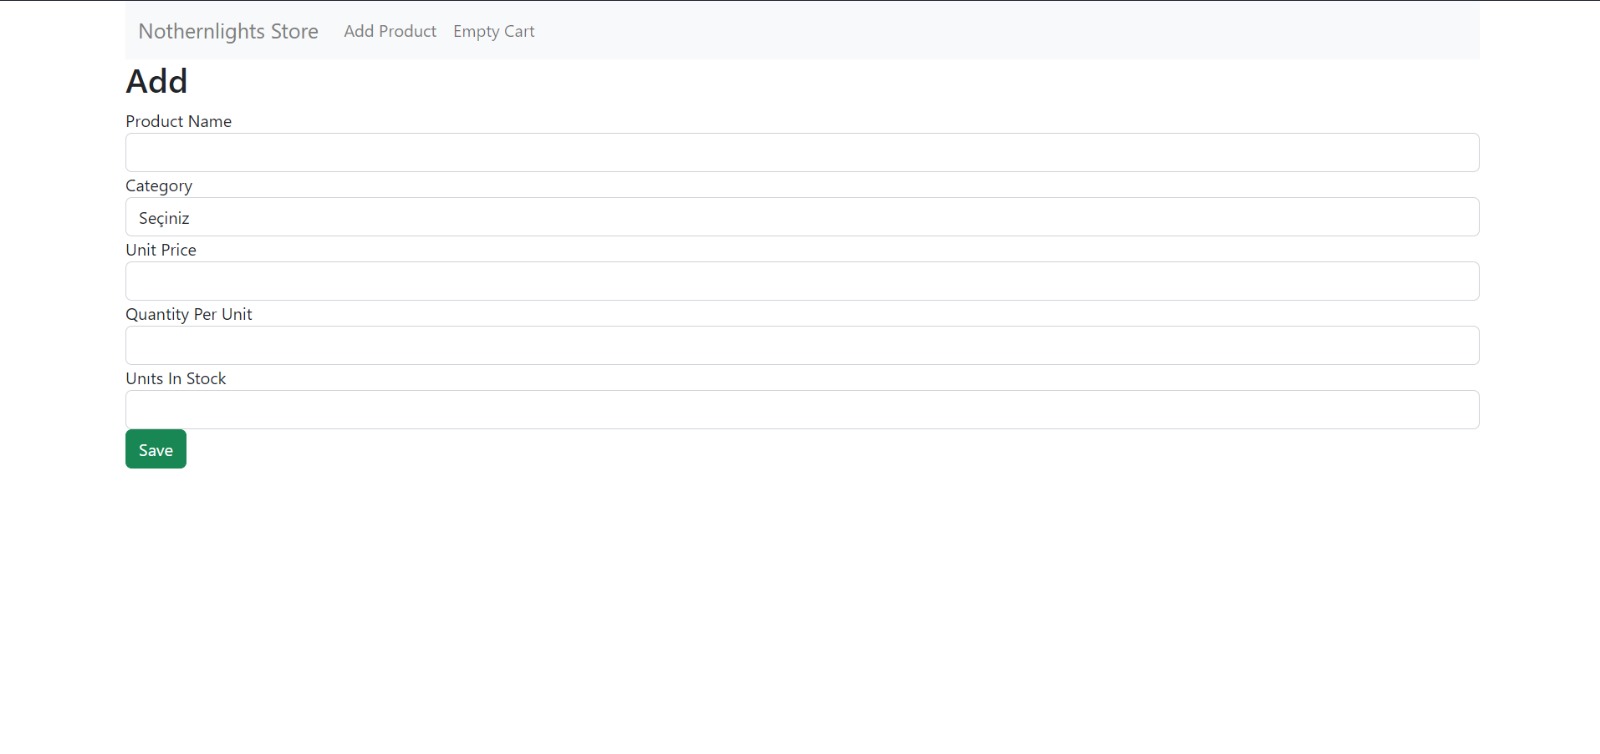 Nothernlights Store Add Product Empty Cart
Add
Product Name
Category
Seçiniz
Unit Price
Quantity Per Unit
Unıts In Stock
Save